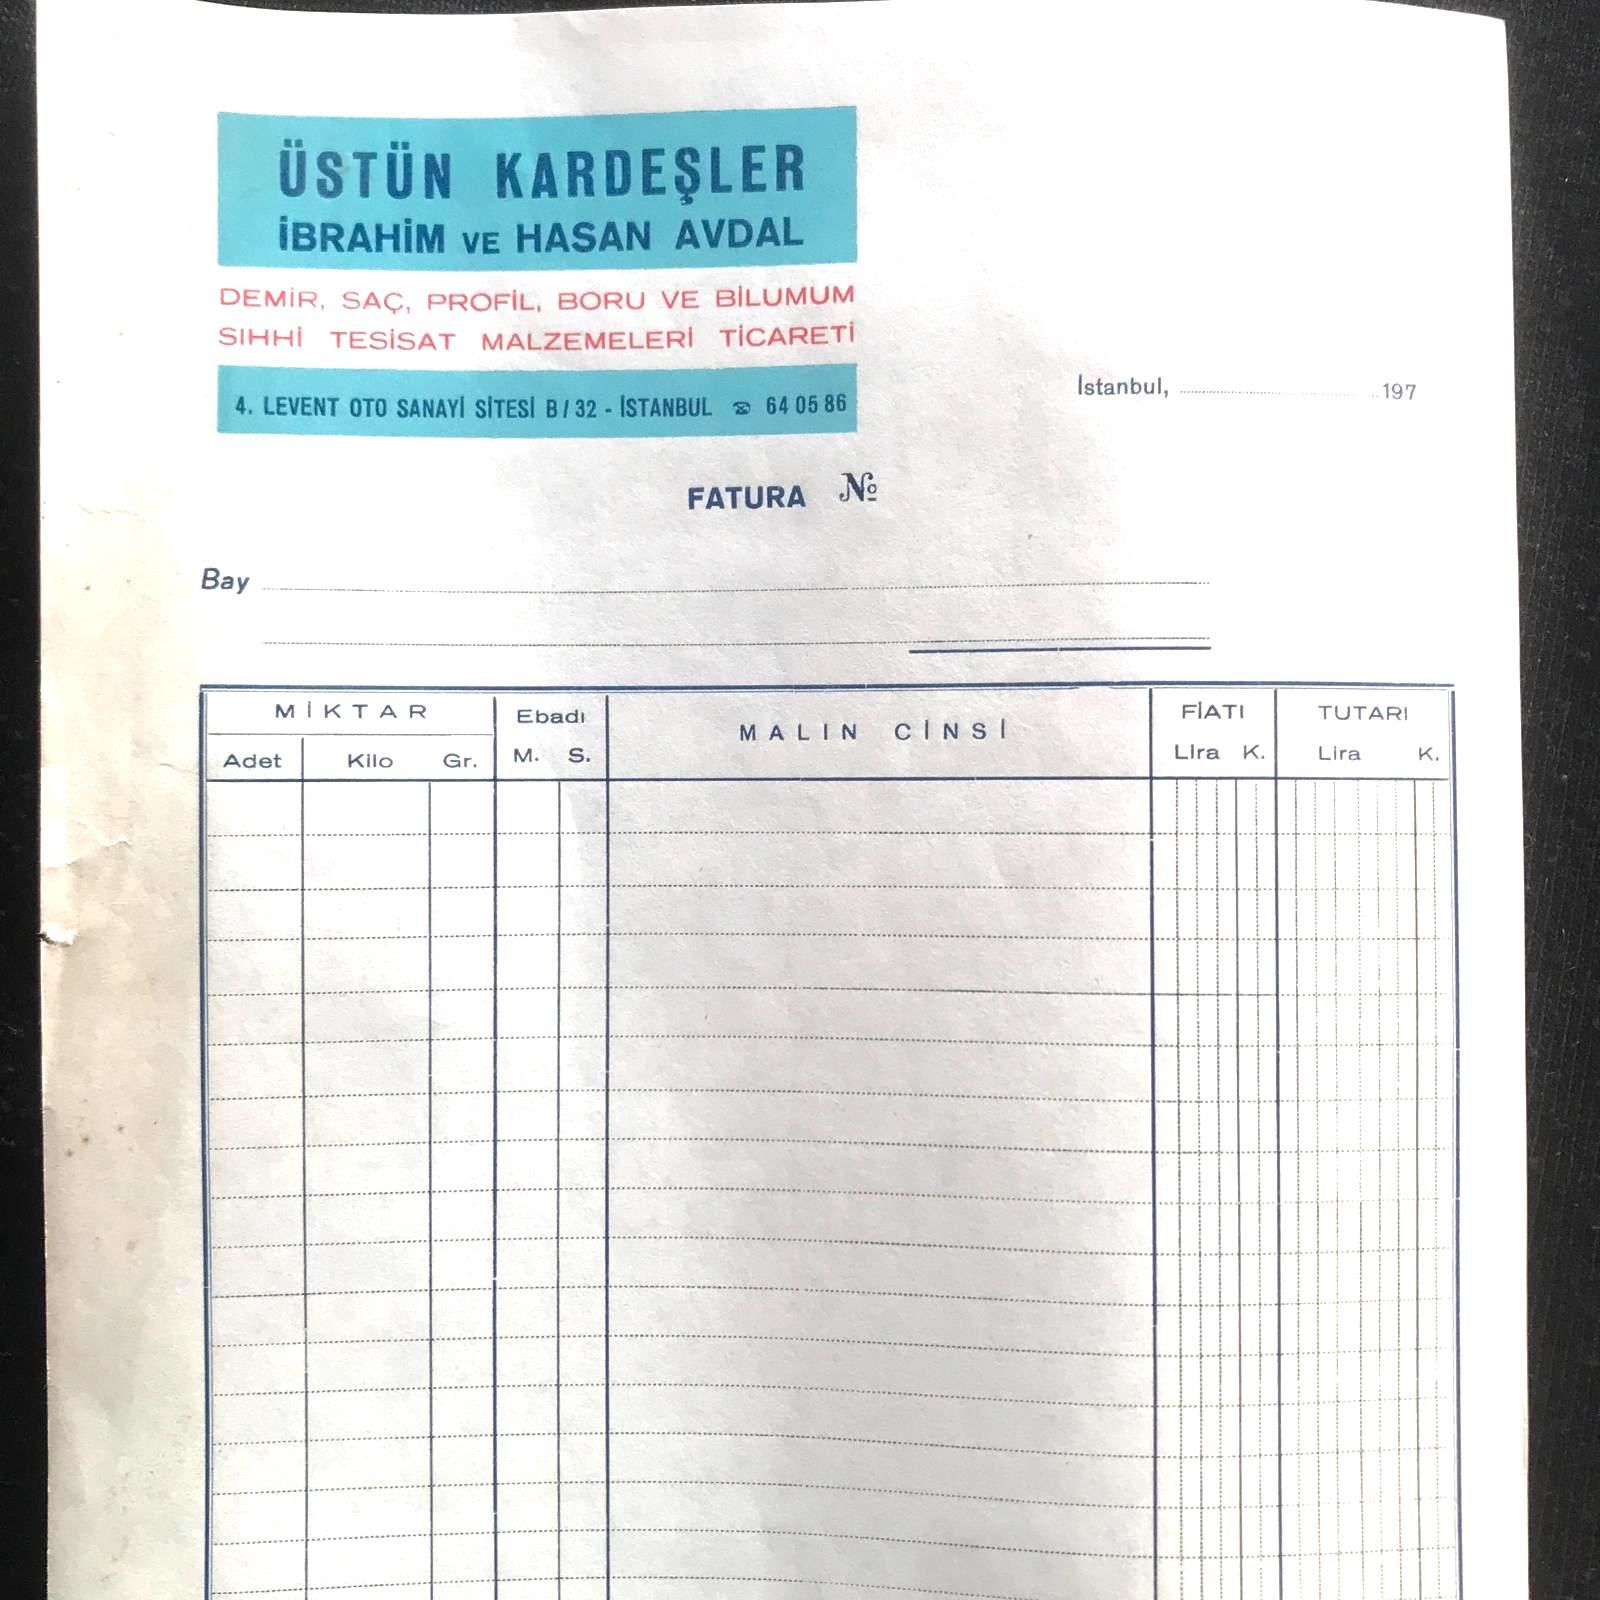 ÜSTÜN KARDEŞLER
İBRAHİM VE HASAN AVDAL
DEMİR, SAÇ, PROFİL, BORU VE BİLUMUM
SIHHİ TESİSAT MALZEMELERİ TİCARETİ
4. LEVENT OTO SANAYİ SİTESİ B/32 - İSTANBUL ☎ 64 05 86
İstanbul, ........................ 197
FATURA №
Bay
MİKTAR Ebadı MALIN CİNSİ FİATI TUTARI
Adet Kilo Gr. M. S. Lira K. Lira K.